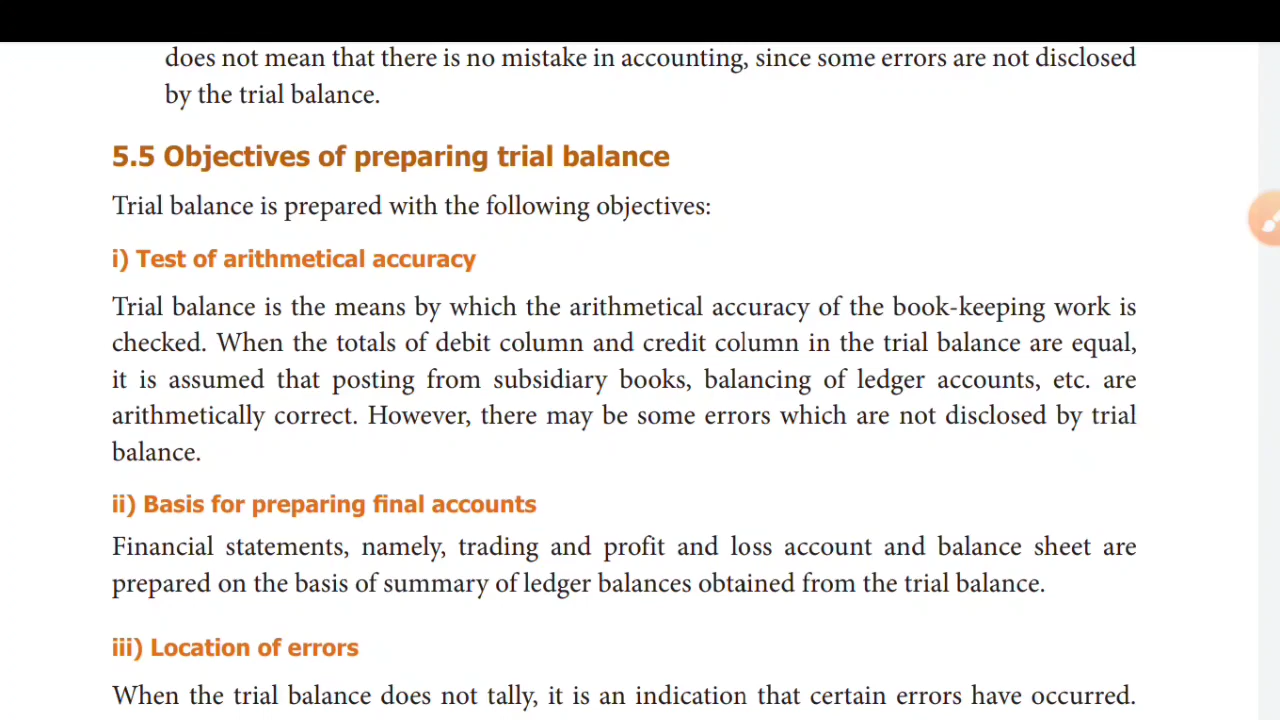 does not mean that there is no mistake in accounting, since some errors are not disclosed
by the trial balance.
5.5 Objectives of preparing trial balance
Trial balance is prepared with the following objectives:
i) Test of arithmetical accuracy
Trial balance is the means by which the arithmetical accuracy of the book-keeping work is
checked. When the totals of debit column and credit column in the trial balance are equal,
it is assumed that posting from subsidiary books, balancing of ledger accounts, etc. are
arithmetically correct. However, there may be some errors which are not disclosed by trial
balance.
ii) Basis for preparing final accounts
Financial statements, namely, trading and profit and loss account and balance sheet are
prepared on the basis of summary of ledger balances obtained from the trial balance.
iii) Location of errors
When the trial balance does not tally, it is an indication that certain errors have occurred.